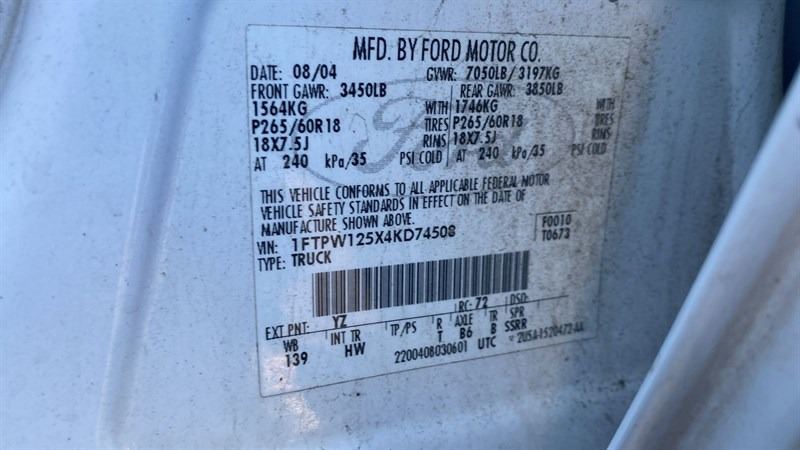 MFD. BY FORD MOTOR CO.
DATE: 08/04 GVWR: 7050LB/3197KG
FRONT GAWR: 3450LB REAR GAWR: 3850LB
1564KG WITH 1746KG WITH
P265/60R18 TIRES P265/60R18 TIRES
18X7.5J RIMS 18X7.5J RIMS
AT 240 kPa/35 PSI COLD AT 240 kPa/35 PSI COLD
THIS VEHICLE CONFORMS TO ALL APPLICABLE FEDERAL MOTOR
VEHICLE SAFETY STANDARDS IN EFFECT ON THE DATE OF
MANUFACTURE SHOWN ABOVE.
VIN: 1FTPW125X4KD74508 F0010
TYPE: TRUCK T0673
EXT PNT: YZ RC: 72 DSO:
WB INT TR TP/PS R AXLE TR SPR
139 HW T B6 B SSRR
2200408030601 UTC 2U5A-1520472-AA